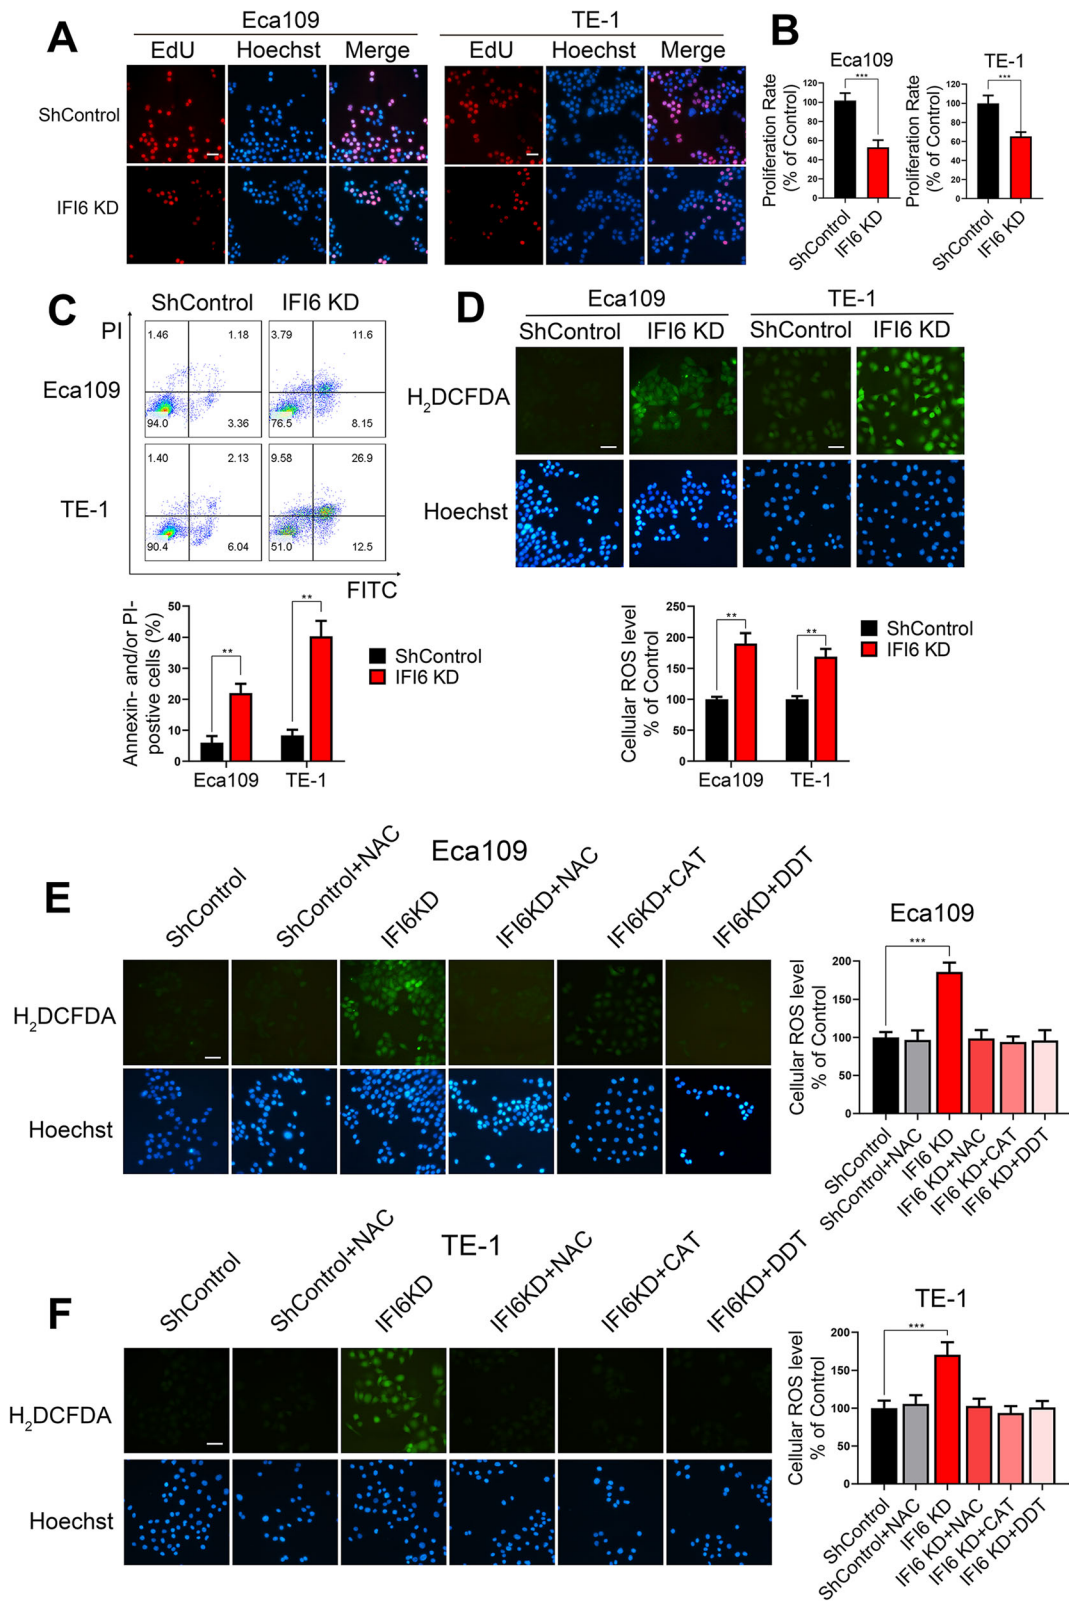 A
Eca109
TE-1
EdU Hoechst Merge
EdU Hoechst Merge
ShControl
IFI6 KD
B
Eca109
TE-1
Proliferation Rate
(% of Control)
120
100
80
60
40
20
0
***
ShControl
IFI6 KD
Proliferation Rate
(% of Control)
120
100
80
60
40
20
0
***
ShControl
IFI6 KD
C
ShControl
IFI6 KD
PI
Eca109
1.46 1.18
94.0 3.36
3.79 11.6
76.5 8.15
TE-1
1.40 2.13
90.4 6.04
9.58 26.9
51.0 12.5
FITC
Annexin- and/or PI-
postive cells (%)
50
40
30
20
10
0
**
**
Eca109 TE-1
ShControl
IFI6 KD
D
Eca109
TE-1
ShControl IFI6 KD ShControl IFI6 KD
H2DCFDA
Hoechst
Cellular ROS level
% of Control
250
200
150
100
50
0
**
**
Eca109 TE-1
ShControl
IFI6 KD
E
Eca109
ShControl
ShControl+NAC
IFI6KD
IFI6KD+NAC
IFI6KD+CAT
IFI6KD+DDT
H2DCFDA
Hoechst
Eca109
Cellular ROS level
% of Control
200
150
100
50
0
***
ShControl
ShControl+NAC
IFI6 KD
IFI6 KD+NAC
IFI6 KD+CAT
IFI6 KD+DDT
F
TE-1
ShControl
ShControl+NAC
IFI6KD
IFI6KD+NAC
IFI6KD+CAT
IFI6KD+DDT
H2DCFDA
Hoechst
TE-1
Cellular ROS level
% of Control
200
150
100
50
0
***
ShControl
ShControl+NAC
IFI6 KD
IFI6 KD+NAC
IFI6 KD+CAT
IFI6 KD+DDT